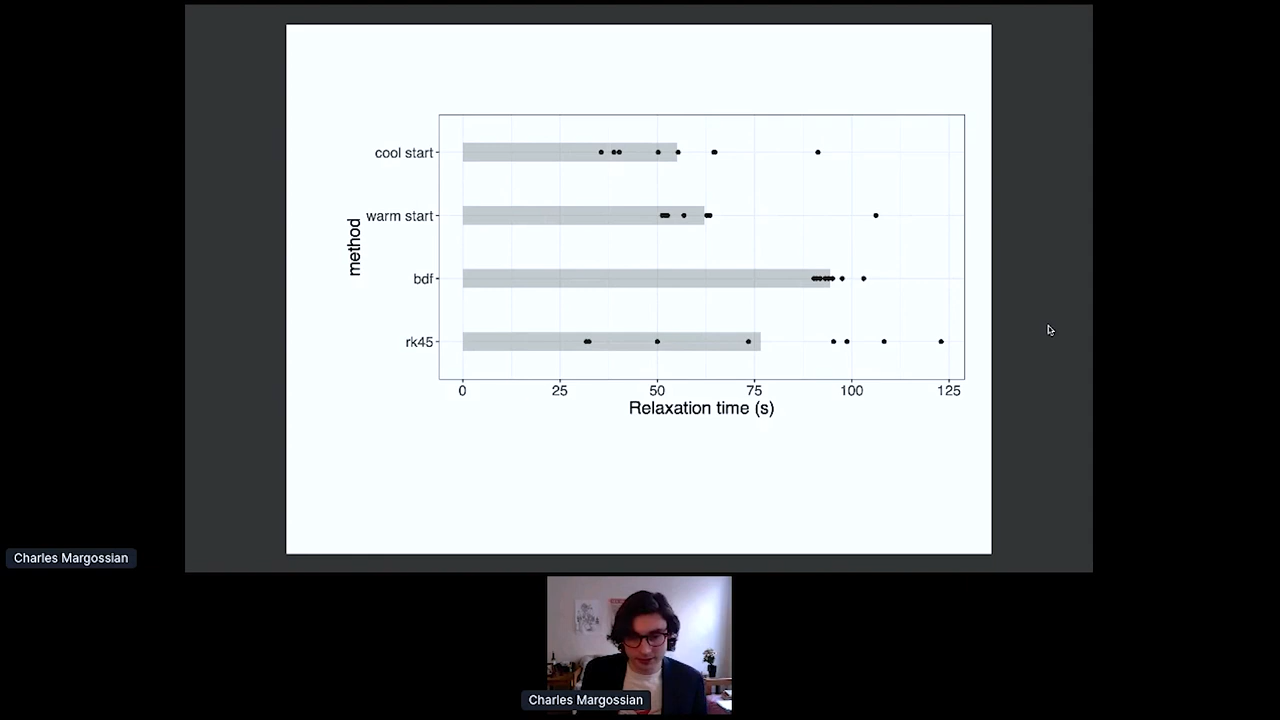 cool start
warm start
bdf
rk45
method
0 25 50 75 100 125
Relaxation time (s)
Charles Margossian
Charles Margossian